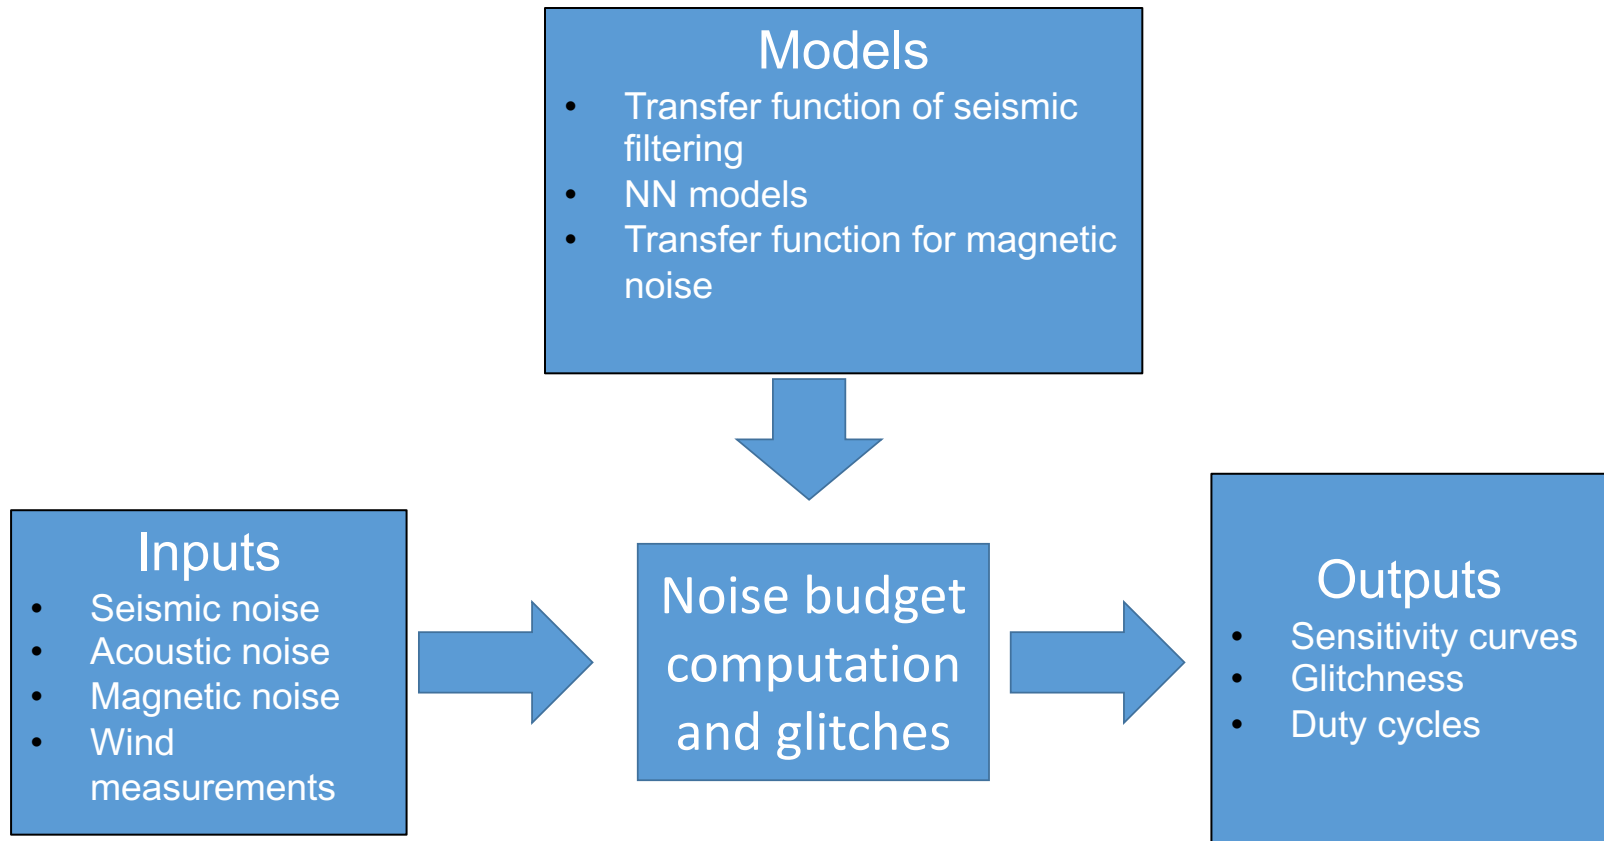 Models
• Transfer function of seismic
filtering
• NN models
• Transfer function for magnetic
noise
Inputs
• Seismic noise
• Acoustic noise
• Magnetic noise
• Wind
measurements
Noise budget
computation
and glitches
Outputs
• Sensitivity curves
• Glitchness
• Duty cycles